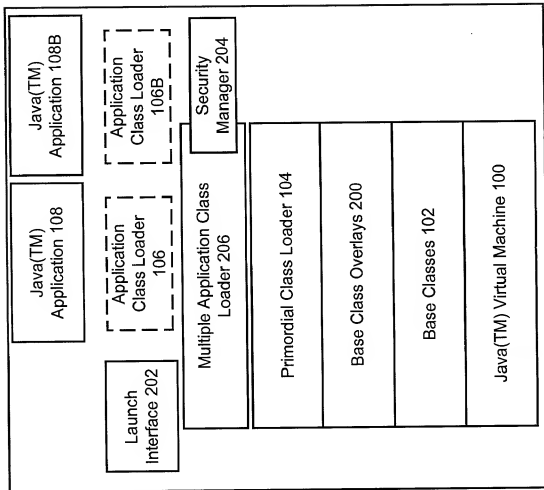 Java(TM)
Application 108
Java(TM)
Application 108B
Launch
Interface 202
Application
Class Loader
106
Application
Class Loader
106B
Multiple Application Class
Loader 206
Security
Manager 204
Primordial Class Loader 104
Base Class Overlays 200
Base Classes 102
Java(TM) Virtual Machine 100